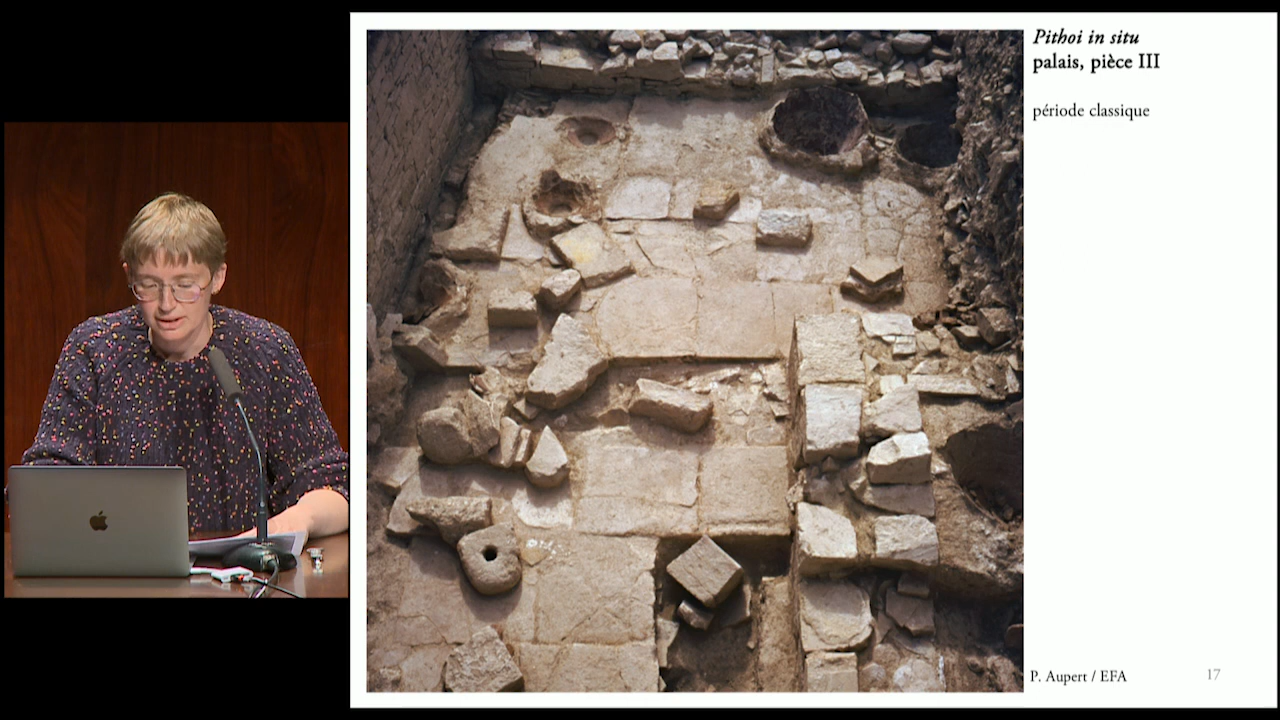 Pithoi in situ
palais, pièce III
période classique
P. Aupert / EFA
17